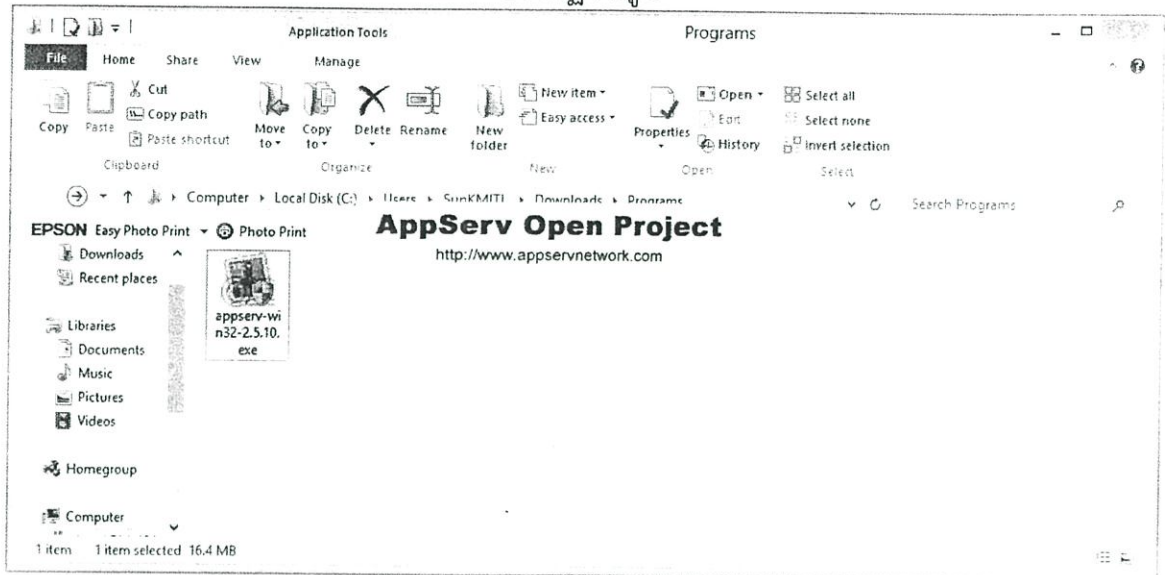 Application Tools
Programs
File Home Share View Manage
Copy
Paste
Cut
Copy path
Paste shortcut
Clipboard
Move to
Copy to
Delete
Rename
Organize
New folder
New item
Easy access
New
Properties
Open
Edit
History
Open
Select all
Select none
Invert selection
Select
Computer Local Disk (C:) Users SunKMITL Downloads Programs
Search Programs
EPSON Easy Photo Print Photo Print
AppServ Open Project
http://www.appservnetwork.com
Downloads
Recent places
Libraries
Documents
Music
Pictures
Videos
Homegroup
Computer
appserv-wi
n32-2.5.10.
exe
1 item 1 item selected 16.4 MB